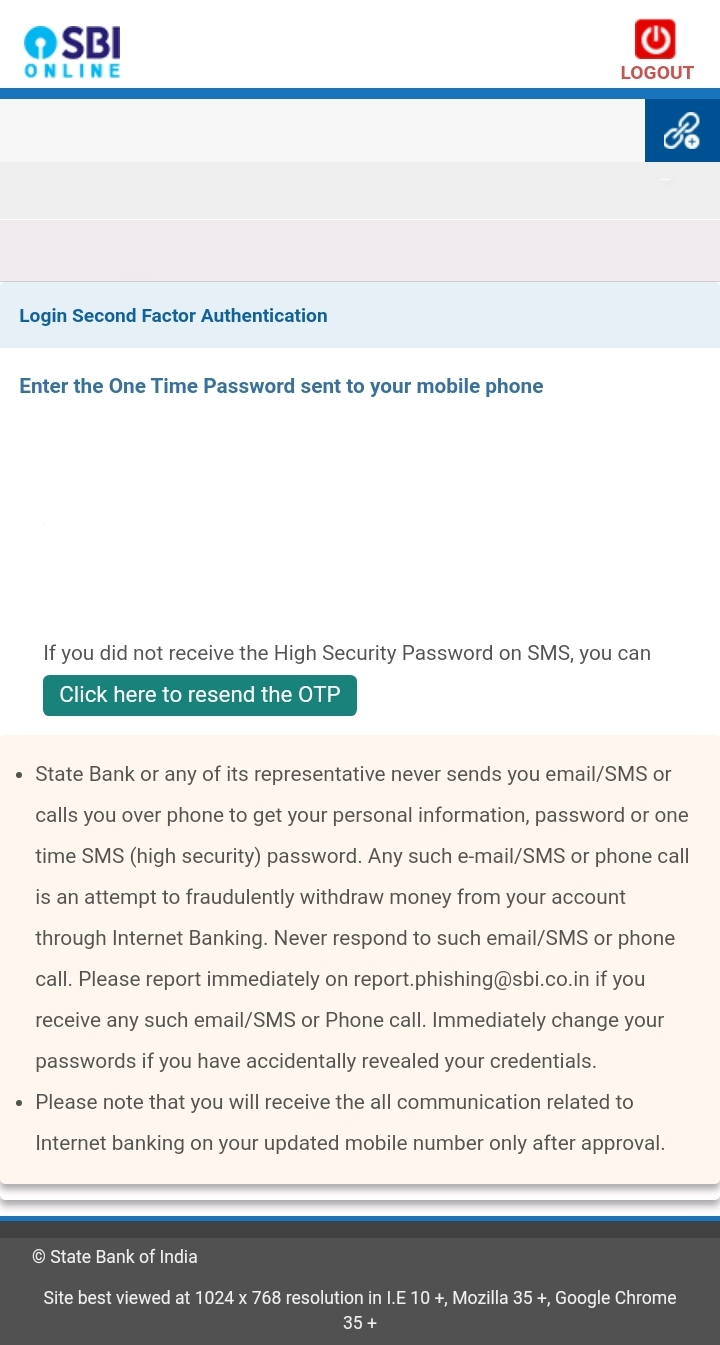 SBI
ONLINE
LOGOUT
Login Second Factor Authentication
Enter the One Time Password sent to your mobile phone
If you did not receive the High Security Password on SMS, you can
Click here to resend the OTP
• State Bank or any of its representative never sends you email/SMS or
calls you over phone to get your personal information, password or one
time SMS (high security) password. Any such e-mail/SMS or phone call
is an attempt to fraudulently withdraw money from your account
through Internet Banking. Never respond to such email/SMS or phone
call. Please report immediately on report.phishing@sbi.co.in if you
receive any such email/SMS or Phone call. Immediately change your
passwords if you have accidentally revealed your credentials.
• Please note that you will receive the all communication related to
Internet banking on your updated mobile number only after approval.
© State Bank of India
Site best viewed at 1024 x 768 resolution in I.E 10 +, Mozilla 35 +, Google Chrome
35 +